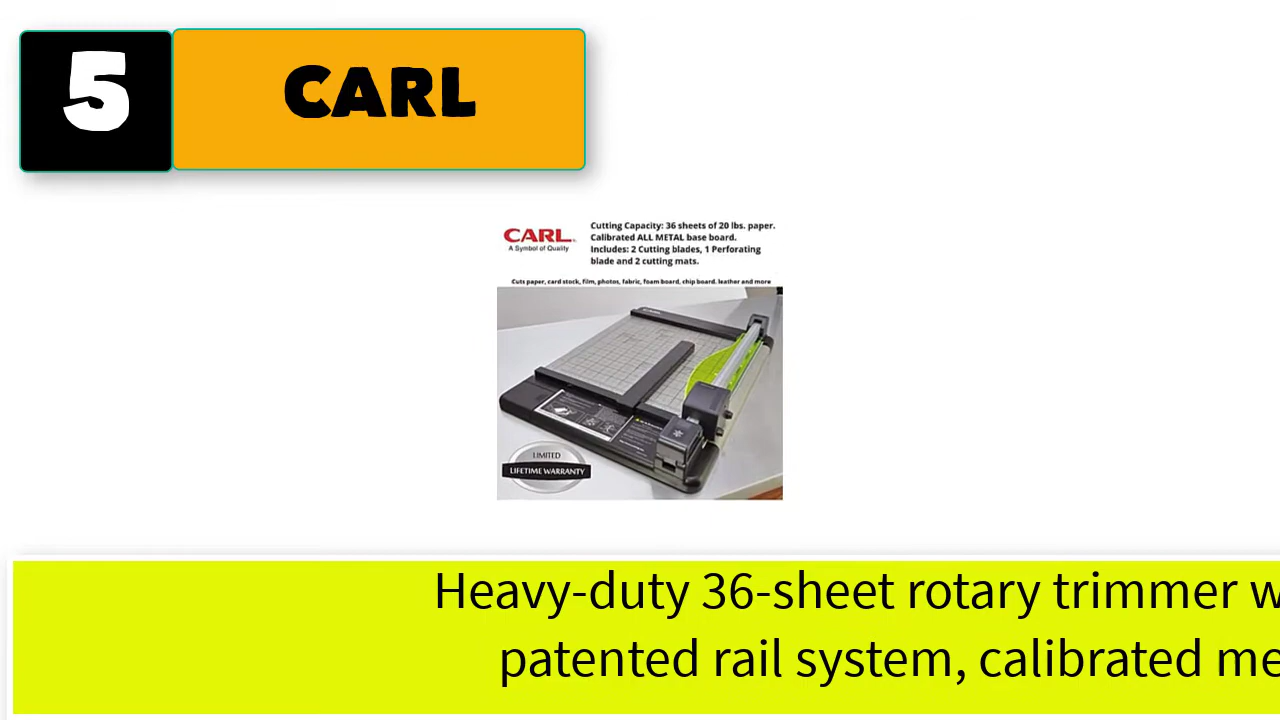 5
CARL
CARL
A Symbol of Quality
Cutting Capacity: 36 sheets of 20 lbs. paper.
Calibrated ALL METAL base board.
Includes: 2 Cutting blades, 1 Perforating
blade and 2 cutting mats.
Cuts paper, card stock, film, photos, fabric, foam board, chip board. leather and more
LIMITED
LIFETIME WARRANTY
Heavy-duty 36-sheet rotary trimmer w
patented rail system, calibrated me